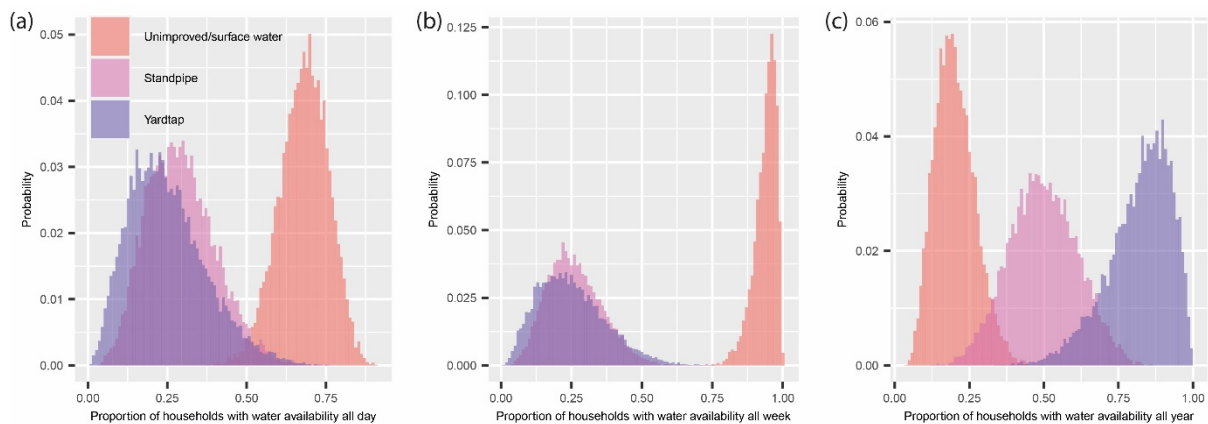 (a)
Unimproved/surface water
Standpipe
Yardtap
0.05
0.04
0.03
0.02
0.01
0.00
Probability
0.00
0.25
0.50
0.75
Proportion of households with water availability all day
(b)
0.125
0.100
0.075
0.050
0.025
0.000
Probability
0.00
0.25
0.50
0.75
1.00
Proportion of households with water availability all week
(c)
0.06
0.04
0.02
0.00
Probability
0.00
0.25
0.50
0.75
1.00
Proportion of households with water availability all year